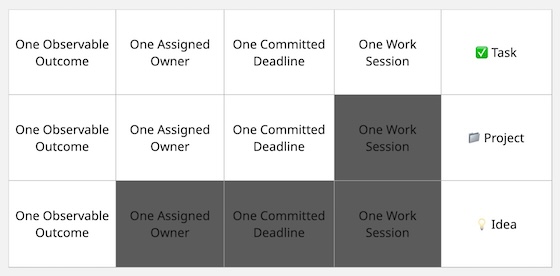 One Observable
Outcome
One Assigned
Owner
One Committed
Deadline
One Work
Session
✅ Task
One Observable
Outcome
One Assigned
Owner
One Committed
Deadline
One Work
Session
📁 Project
One Observable
Outcome
One Assigned
Owner
One Committed
Deadline
One Work
Session
💡 Idea